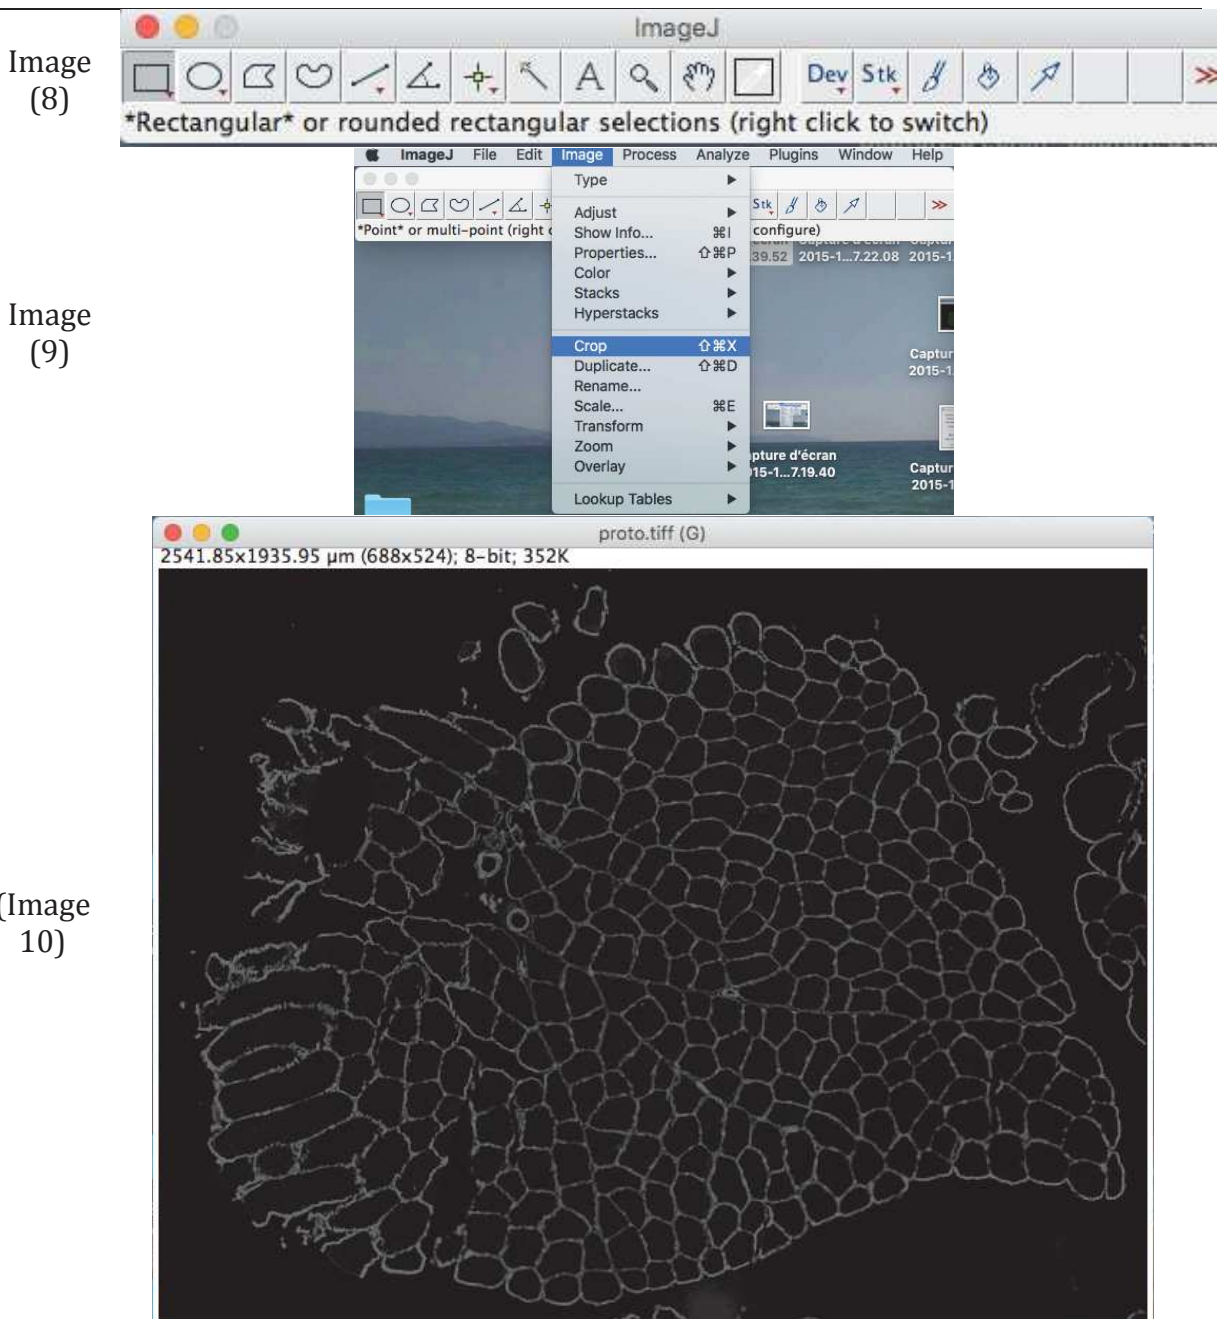 Image
(8)
ImageJ
A
Dev Stk
>>
*Rectangular* or rounded rectangular selections (right click to switch)
Image
(9)
ImageJ File Edit Image Process Analyze Plugins Window Help
Stk
>>
*Point* or multi-point (right configure)
Type
Adjust
Show Info... ⌘I
Properties... ⇧⌘P
Color
Stacks
Hyperstacks
Crop ⇧⌘X
Duplicate... ⇧⌘D
Rename...
Scale... ⌘E
Transform
Zoom
Overlay
Lookup Tables
39.52 2015-1...7.22.08 2015-1
Captur
2015-1
pture d'écran
15-1...7.19.40
Captur
2015-1
(Image
10)
proto.tiff (G)
2541.85x1935.95 µm (688x524); 8-bit; 352K